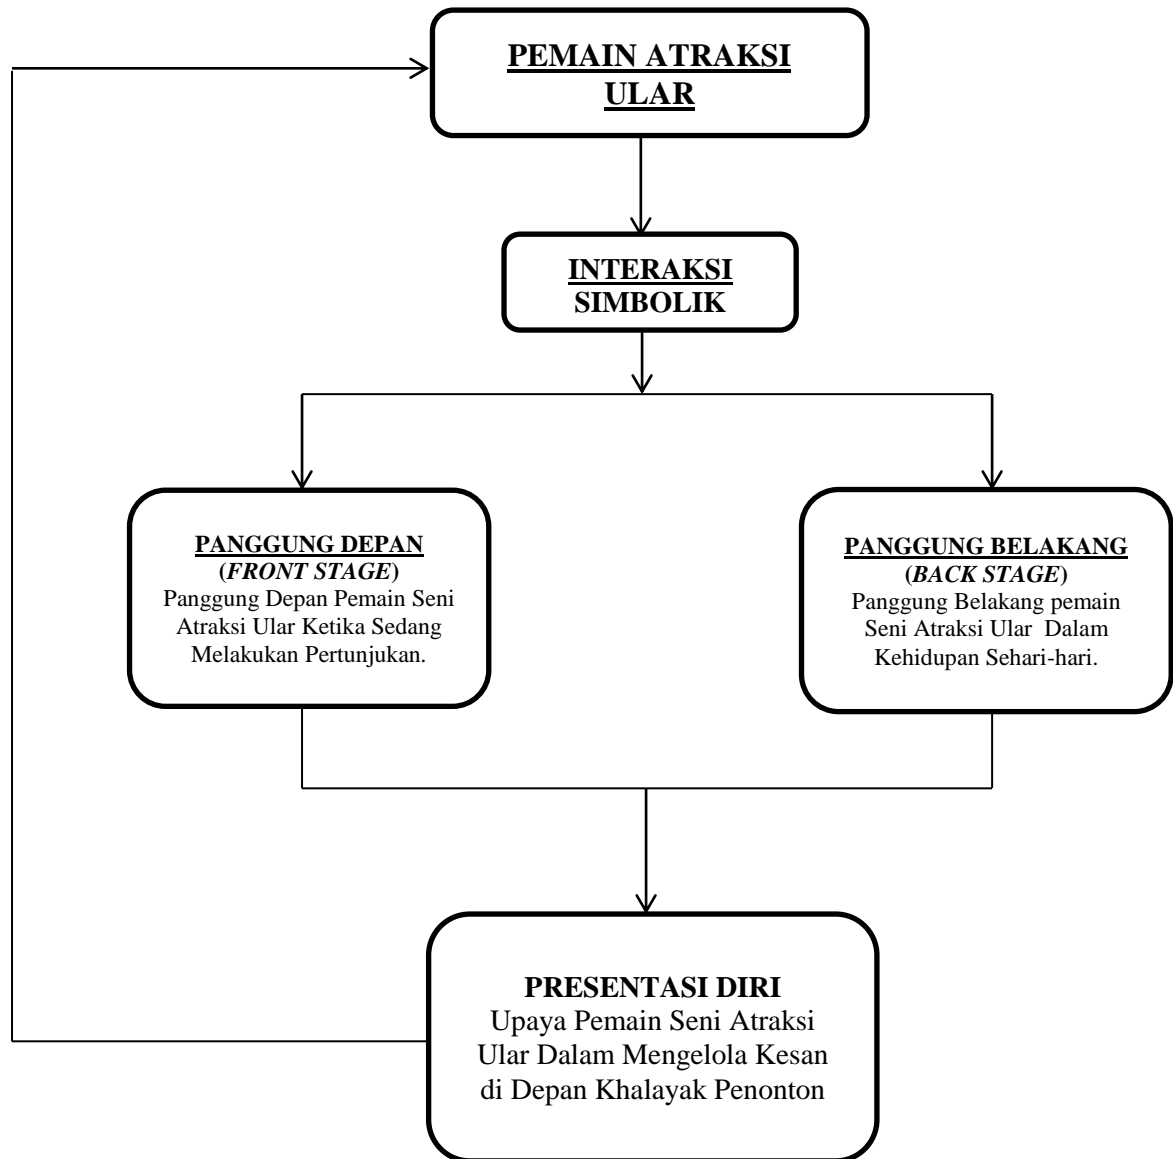 PEMAIN ATRAKSI
ULAR
INTERAKSI
SIMBOLIK
PANGGUNG DEPAN
(FRONT STAGE)
Panggung Depan Pemain Seni
Atraksi Ular Ketika Sedang
Melakukan Pertunjukan.
PANGGUNG BELAKANG
(BACK STAGE)
Panggung Belakang pemain
Seni Atraksi Ular Dalam
Kehidupan Sehari-hari.
PRESENTASI DIRI
Upaya Pemain Seni Atraksi
Ular Dalam Mengelola Kesan
di Depan Khalayak Penonton